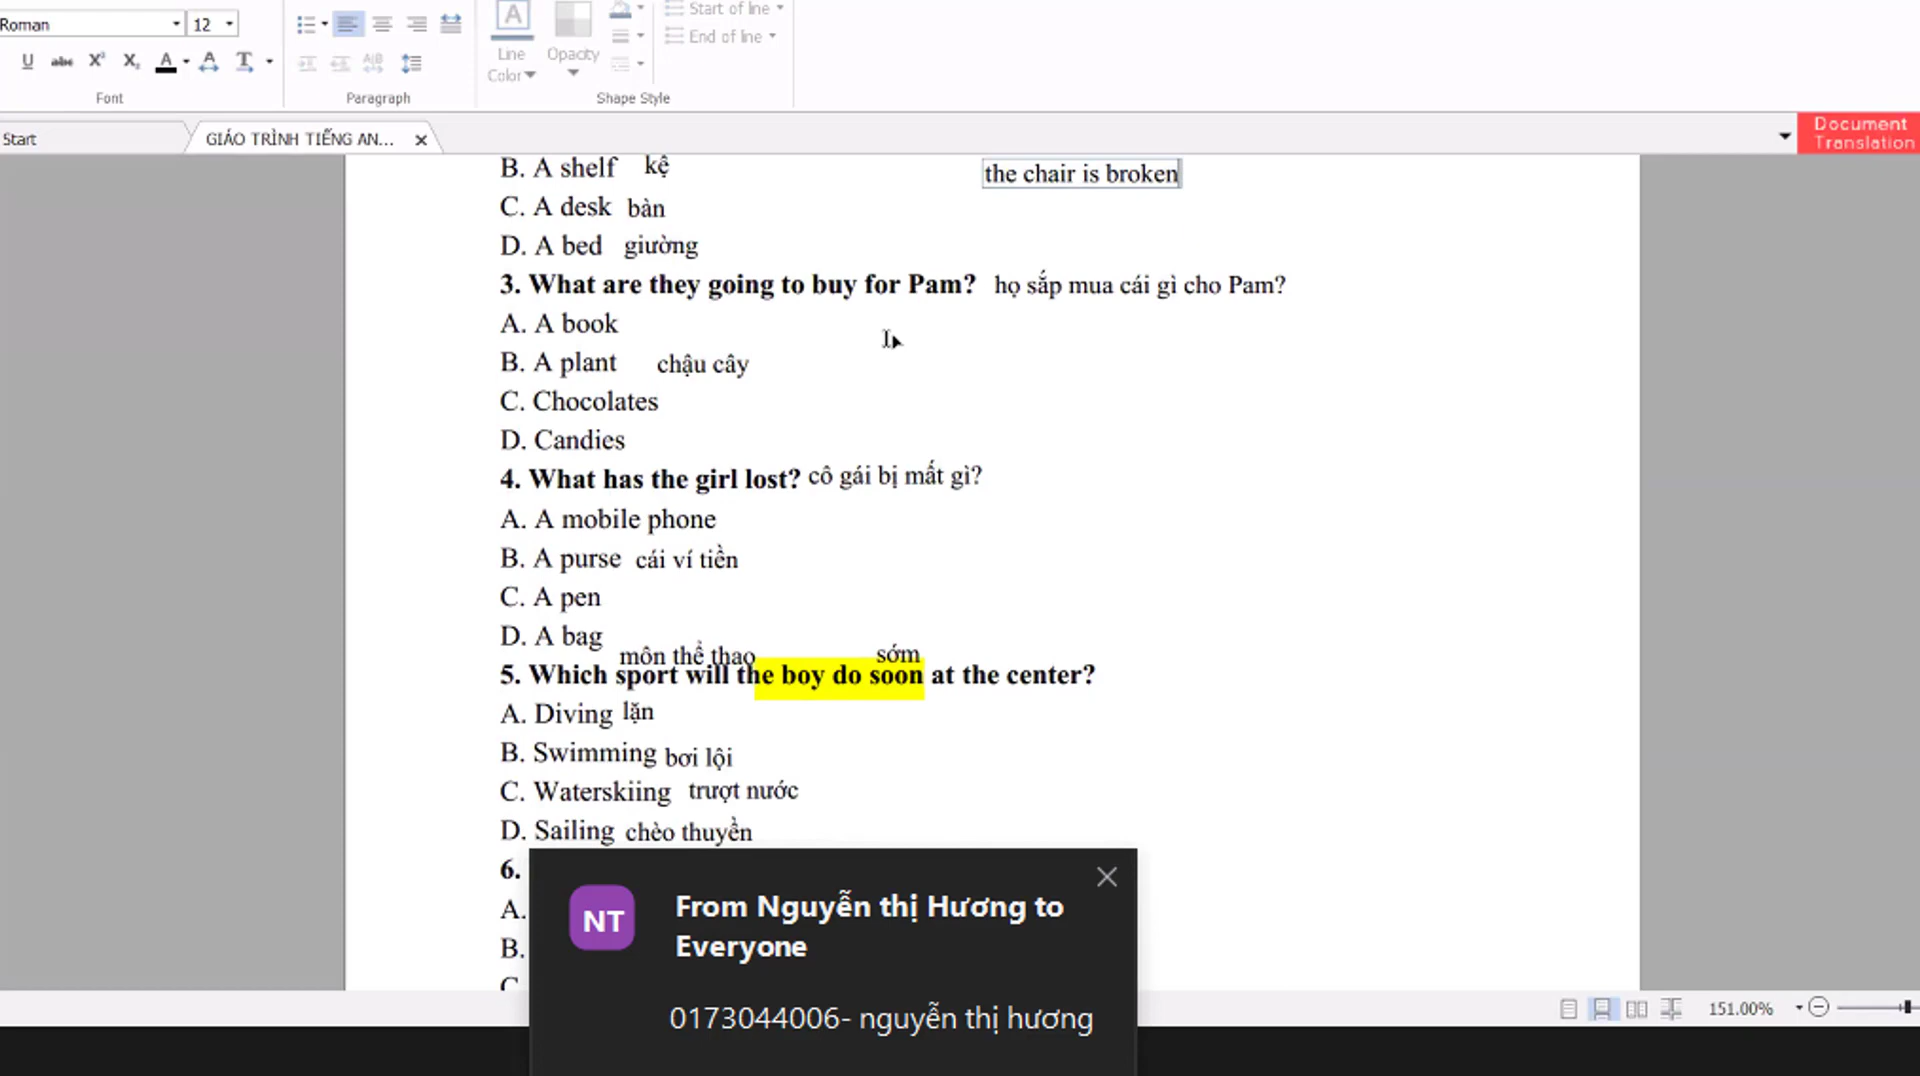 Roman 12
Start of line
End of line
U abc X² X₂ A A T
Line Color Opacity
Font Paragraph Shape Style
Start GIÁO TRÌNH TIẾNG AN... Document Translation
B. A shelf kệ the chair is broken
C. A desk bàn
D. A bed giường
3. What are they going to buy for Pam? họ sắp mua cái gì cho Pam?
A. A book
B. A plant chậu cây
C. Chocolates
D. Candies
4. What has the girl lost? cô gái bị mất gì?
A. A mobile phone
B. A purse cái ví tiền
C. A pen
D. A bag
môn thể thao sớm
5. Which sport will the boy do soon at the center?
A. Diving lặn
B. Swimming bơi lội
C. Waterskiing trượt nước
D. Sailing chèo thuyền
6.
A.
B.
C
NT From Nguyễn thị Hương to
Everyone
0173044006- nguyễn thị hương
151.00%